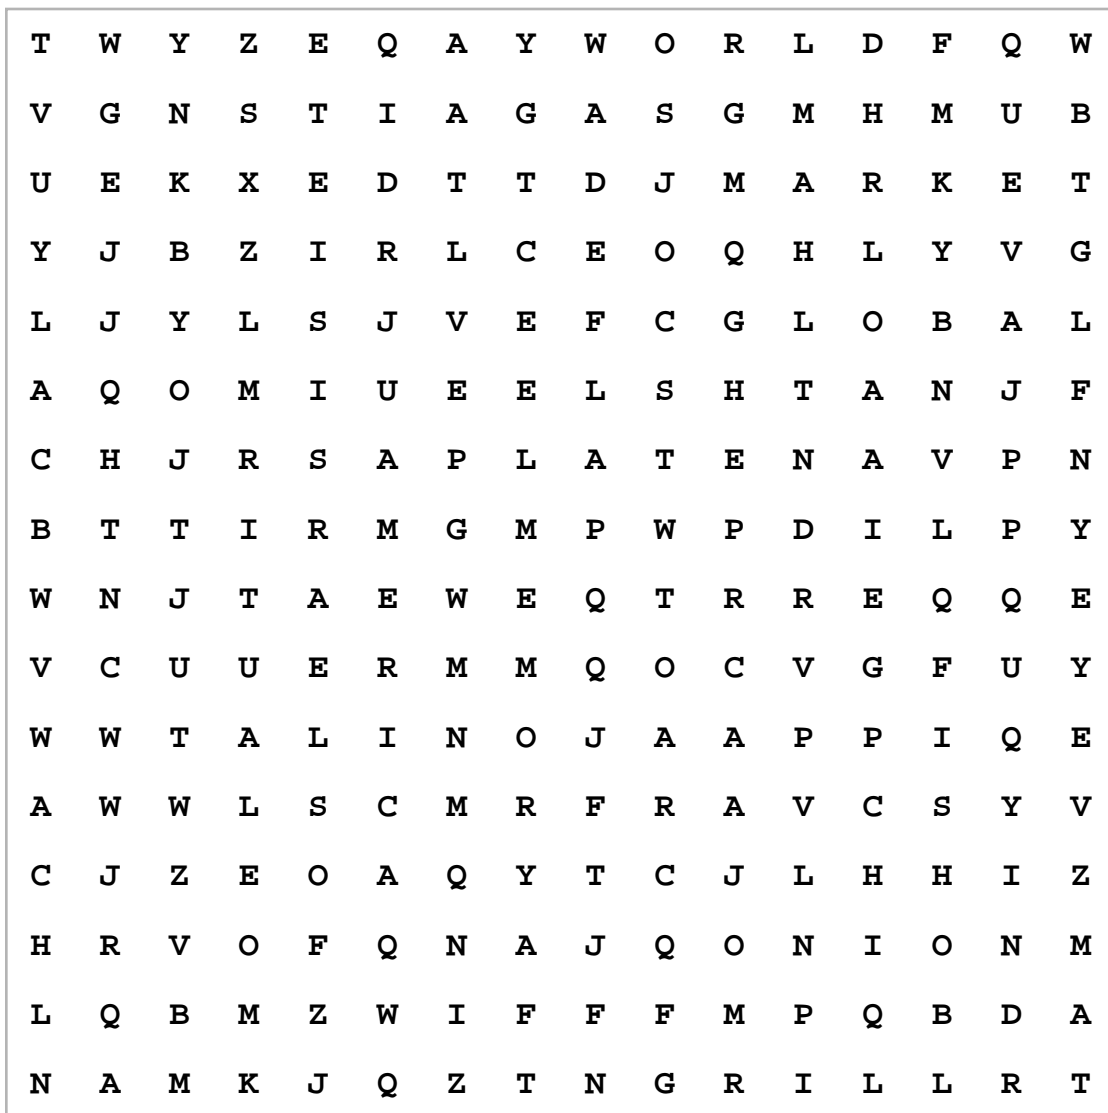 T W Y Z E Q A Y W O R L D F Q W
V G N S T I A G A S G M H M U B
U E K X E D T T D J M A R K E T
Y J B Z I R L C E O Q H L Y V G
L J Y L S J V E F C G L O B A L
A Q O M I U E E L S H T A N J F
C H J R S A P L A T E N A V P N
B T T I R M G M P W P D I L P Y
W N J T A E W E Q T R R E Q Q E
V C U U E R M M Q O C V G F U Y
W W T A L I N O J A A P P I Q E
A W W L S C M R F R A V C S Y V
C J Z E O A Q Y T C J L H H I Z
H R V O F Q N A J Q O N I O N M
L Q B M Z W I F F F M P Q B D A
N A M K J Q Z T N G R I L L R T